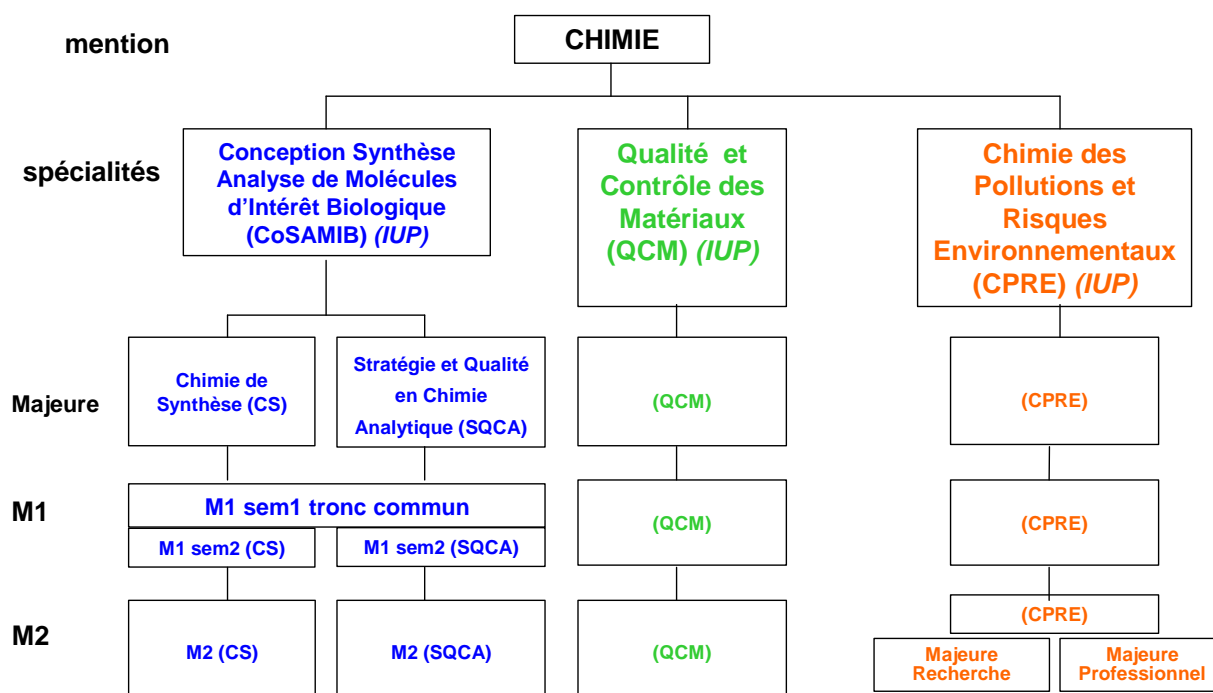 mention
CHIMIE
spécialités
Conception Synthèse
Analyse de Molécules
d'Intérêt Biologique
(CoSAMIB) (IUP)
Qualité et
Contrôle des
Matériaux
(QCM) (IUP)
Chimie des
Pollutions et
Risques
Environnementaux
(CPRE) (IUP)
Majeure
Chimie de
Synthèse (CS)
Stratégie et Qualité
en Chimie
Analytique (SQCA)
(QCM)
(CPRE)
M1
M1 sem1 tronc commun
M1 sem2 (CS)
M1 sem2 (SQCA)
(QCM)
(CPRE)
M2
M2 (CS)
M2 (SQCA)
(QCM)
(CPRE)
Majeure
Recherche
Majeure
Professionnel